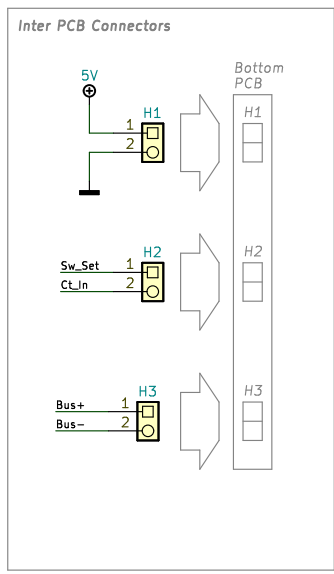 Inter PCB Connectors
5V
Bottom
PCB
H1
1
2
H1
H2
Sw_Set
1
Ct_In
2
H2
H3
Bus+
1
Bus-
2
H3